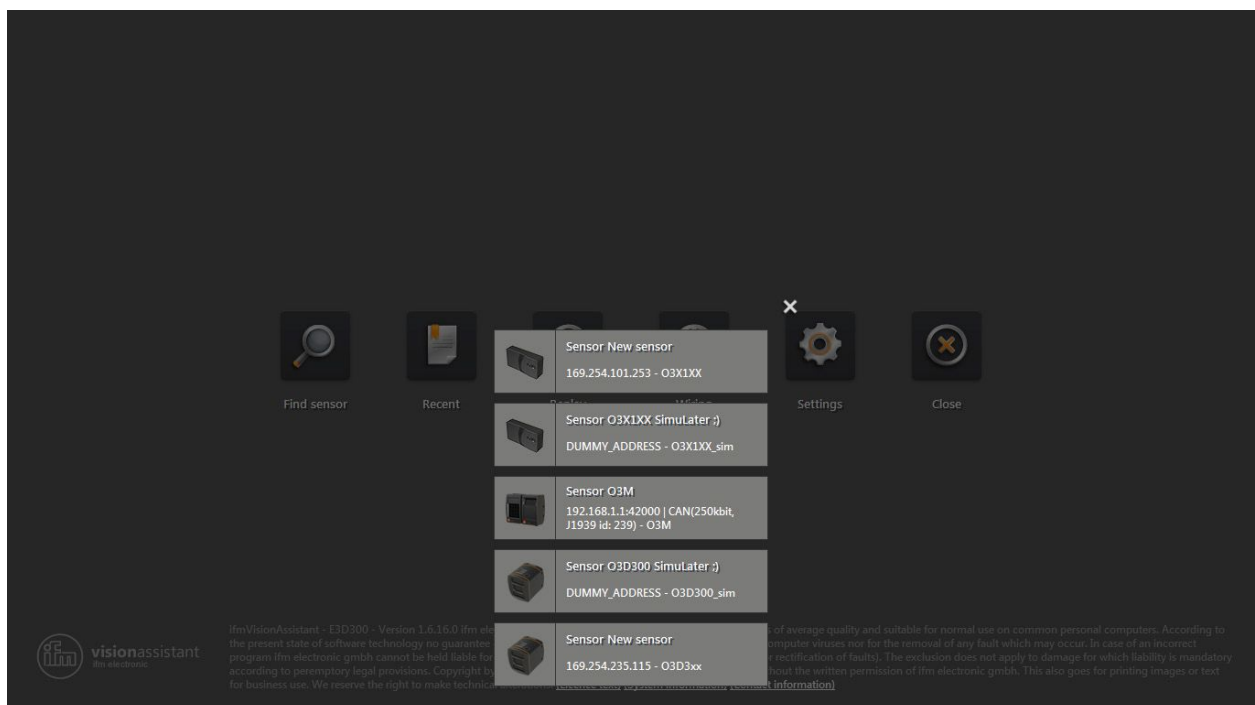 Sensor New sensor
169.254.101.253 - O3X1XX
Find sensor
Recent
Replay
Wiring
Settings
Close
Sensor O3X1XX SimuLater ;)
DUMMY_ADDRESS - O3X1XX_sim
Sensor O3M
192.168.1.1:42000 | CAN(250kbit,
J1939 id: 239) - O3M
Sensor O3D300 SimuLater ;)
DUMMY_ADDRESS - O3D300_sim
Sensor New sensor
169.254.235.115 - O3D3xx
ifm
visionassistant
ifm electronic
ifmVisionAssistant - E3D300 - Version 1.6.16.0 ifm ele s of average quality and suitable for normal use on common personal computers. According to
the present state of software technology no guarantee omputer viruses nor for the removal of any fault which may occur. In case of an incorrect
program ifm electronic gmbh cannot be held liable for r rectification of faults). The exclusion does not apply to damage for which liability is mandatory
according to peremptory legal provisions. Copyright by hout the written permission of ifm electronic gmbh. This also goes for printing images or text
for business use. We reserve the right to make technica [Licence text] [System information] [Contact information]